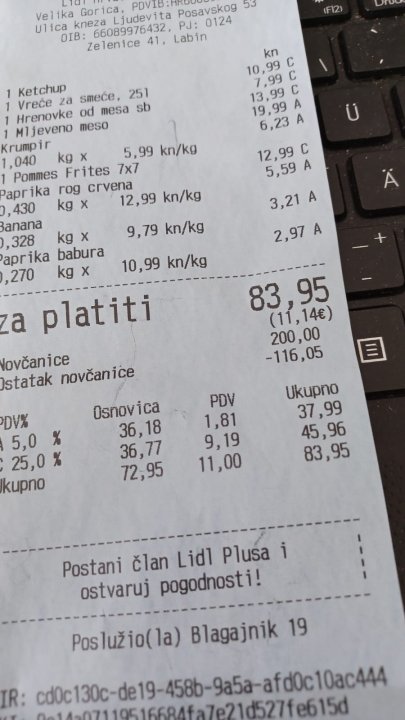 Velika Gorica, PDVIB:HR
Ulica kneza Ljudevita Posavskog 53
OIB: 66089976432, PJ: 0124
Zelenice 41, Labin
kn
1 Ketchup 10,99 C
1 Vreće za smeće, 25l 7,99 C
1 Hrenovke od mesa sb 13,99 C
1 Mljeveno meso 19,99 A
Krumpir 6,23 A
1,040 kg x 5,99 kn/kg
1 Pommes Frites 7x7 12,99 C
Paprika rog crvena 5,59 A
0,430 kg x 12,99 kn/kg
Banana 3,21 A
0,328 kg x 9,79 kn/kg
Paprika babura 2,97 A
0,270 kg x 10,99 kn/kg
za platiti 83,95
(11,14€)
Novčanice 200,00
Ostatak novčanice -116,05
PDV% Osnovica PDV Ukupno
A 5,0 % 36,18 1,81 37,99
C 25,0 % 36,77 9,19 45,96
Ukupno 72,95 11,00 83,95
Postani član Lidl Plusa i
ostvaruj pogodnosti!
Poslužio(la) Blagajnik 19
IR: cd0c130c-de19-458b-9a5a-afd0c10ac444
(F12)
\
Ü
Ä
+